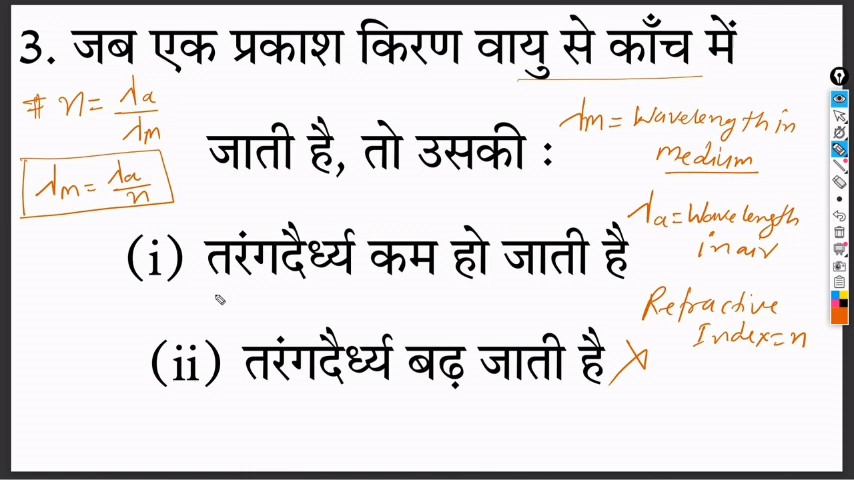 3. जब एक प्रकाश किरण वायु से काँच में
# n = λa / λm
λm = Wavelength in medium
जाती है, तो उसकी :
λm = λa / n
λa = Wavelength in air
(i) तरंगदैर्ध्य कम हो जाती है
Refractive Index = n
(ii) तरंगदैर्ध्य बढ़ जाती है ×